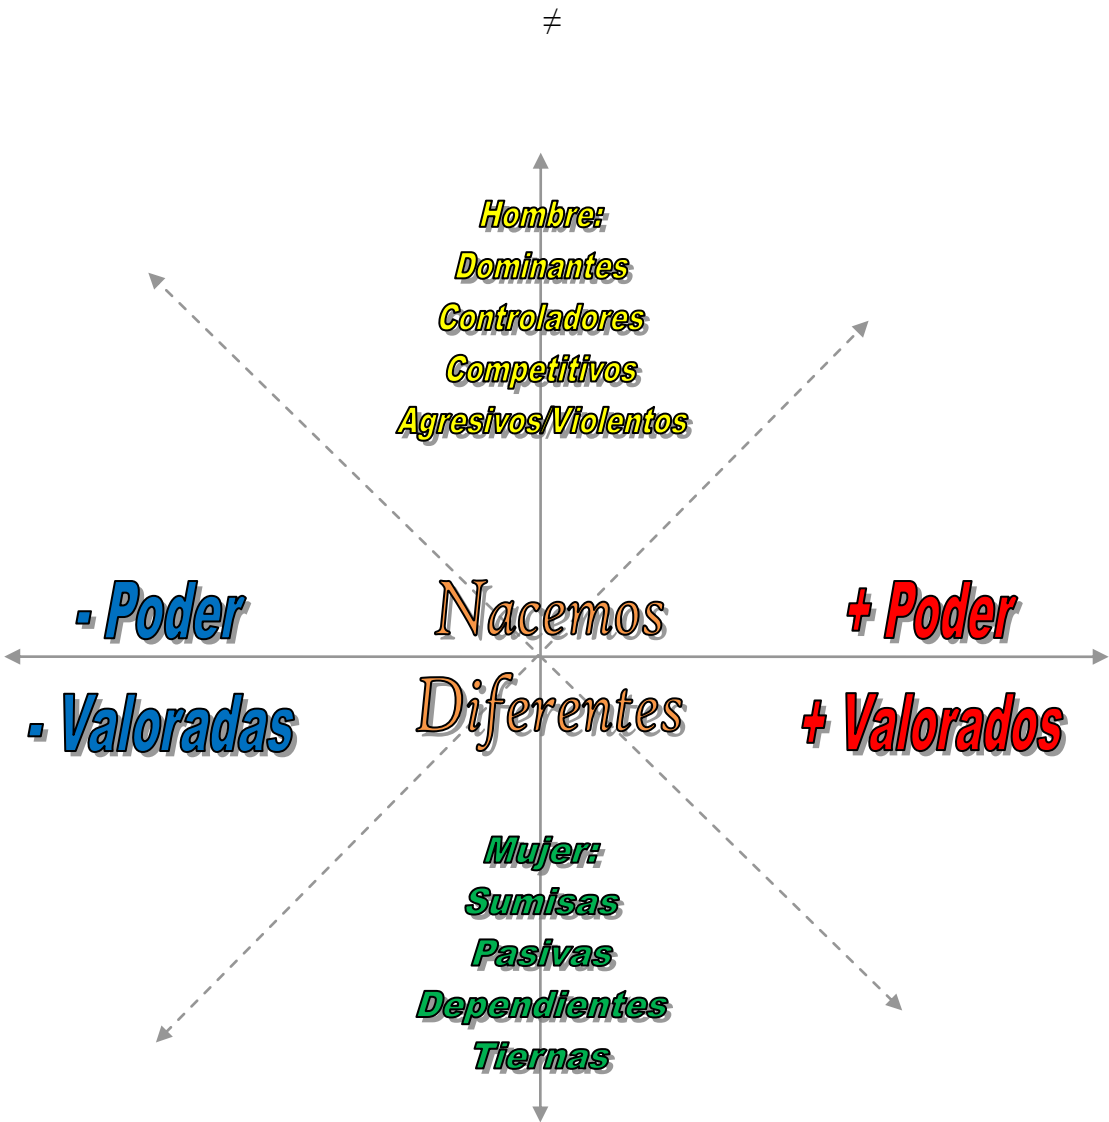 ≠
Hombre:
Dominantes
Controladores
Competitivos
Agresivos/Violentos
- Poder
- Valoradas
Nacemos
Diferentes
+ Poder
+ Valorados
Mujer:
Sumisas
Pasivas
Dependientes
Tiernas